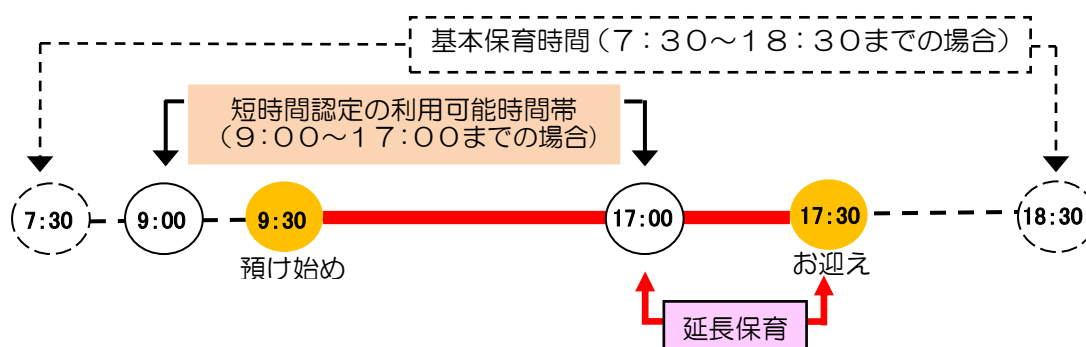 基本保育時間（７：３０～１８：３０までの場合）
短時間認定の利用可能時間帯
（９：００～１７：００までの場合）
7:30
9:00
9:30
17:00
17:30
18:30
預け始め
お迎え
延長保育